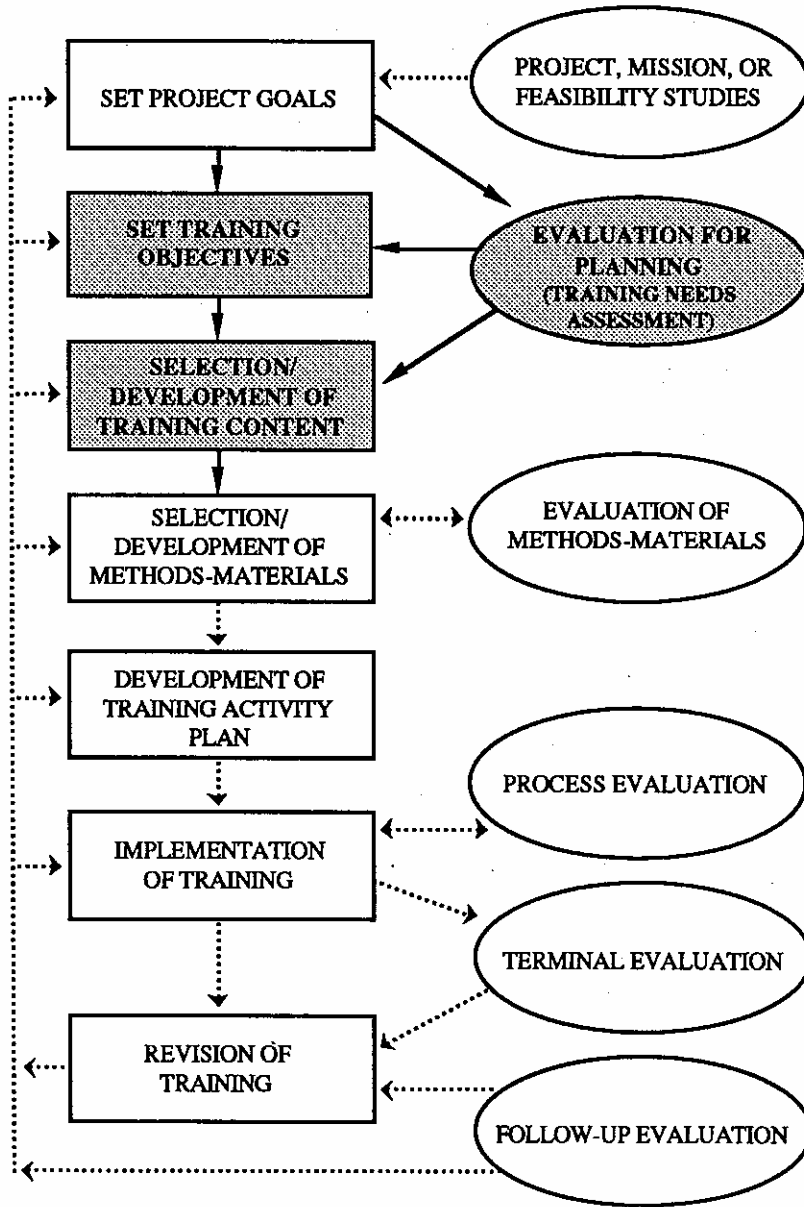 PROJECT, MISSION, OR
FEASIBILITY STUDIES
SET PROJECT GOALS
SET TRAINING
OBJECTIVES
EVALUATION FOR
PLANNING
(TRAINING NEEDS
ASSESSMENT)
SELECTION/
DEVELOPMENT OF
TRAINING CONTENT
SELECTION/
DEVELOPMENT OF
METHODS-MATERIALS
EVALUATION OF
METHODS-MATERIALS
DEVELOPMENT OF
TRAINING ACTIVITY
PLAN
PROCESS EVALUATION
IMPLEMENTATION
OF TRAINING
TERMINAL EVALUATION
REVISION OF
TRAINING
FOLLOW-UP EVALUATION